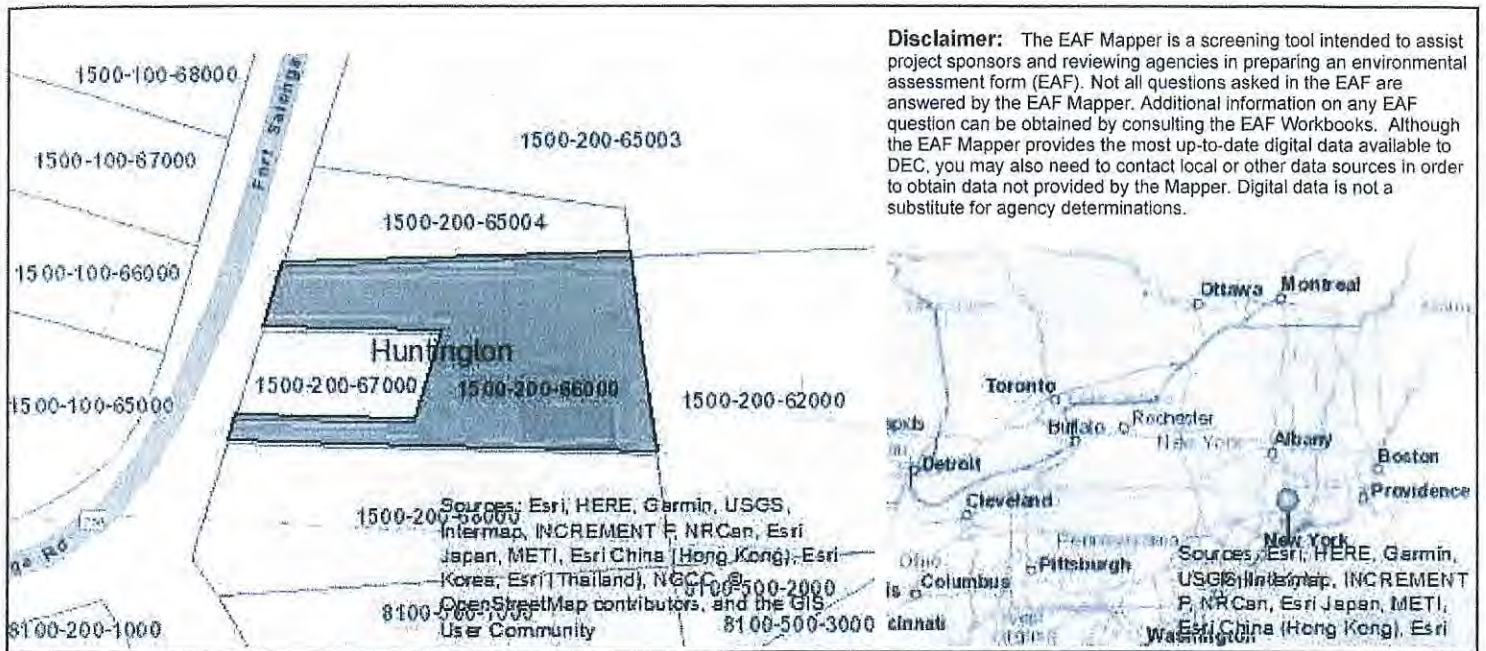 Disclaimer: The EAF Mapper is a screening tool intended to assist
project sponsors and reviewing agencies in preparing an environmental
assessment form (EAF). Not all questions asked in the EAF are
answered by the EAF Mapper. Additional information on any EAF
question can be obtained by consulting the EAF Workbooks. Although
the EAF Mapper provides the most up-to-date digital data available to
DEC, you may also need to contact local or other data sources in order
to obtain data not provided by the Mapper. Digital data is not a
substitute for agency determinations.
1500-100-68000
Fort Salonga
1500-200-65003
1500-100-67000
1500-200-65004
1500-100-66000
Huntington
1500-200-67000
1500-200-66000
1500-100-65000
1500-200-62000
1500-200-68000
Sources: Esri, HERE, Garmin, USGS,
Intermap, INCREMENT P, NRCan, Esri
Japan, METI, Esri China (Hong Kong), Esri
Korea, Esri (Thailand), NGCC, ©
OpenStreetMap contributors, and the GIS
User Community
Rd
8100-500-2000
8100-200-1000
8100-500-3000
Ottawa
Montreal
Toronto
Rochester
Buffalo
New York
Albany
Boston
Detroit
Providence
Cleveland
Pennsylvania
New York
Ohio
Pittsburgh
Columbus
cinnati
Washington
Sources: Esri, HERE, Garmin,
USGS, Intermap, INCREMENT
P, NRCan, Esri Japan, METI,
Esri China (Hong Kong), Esri